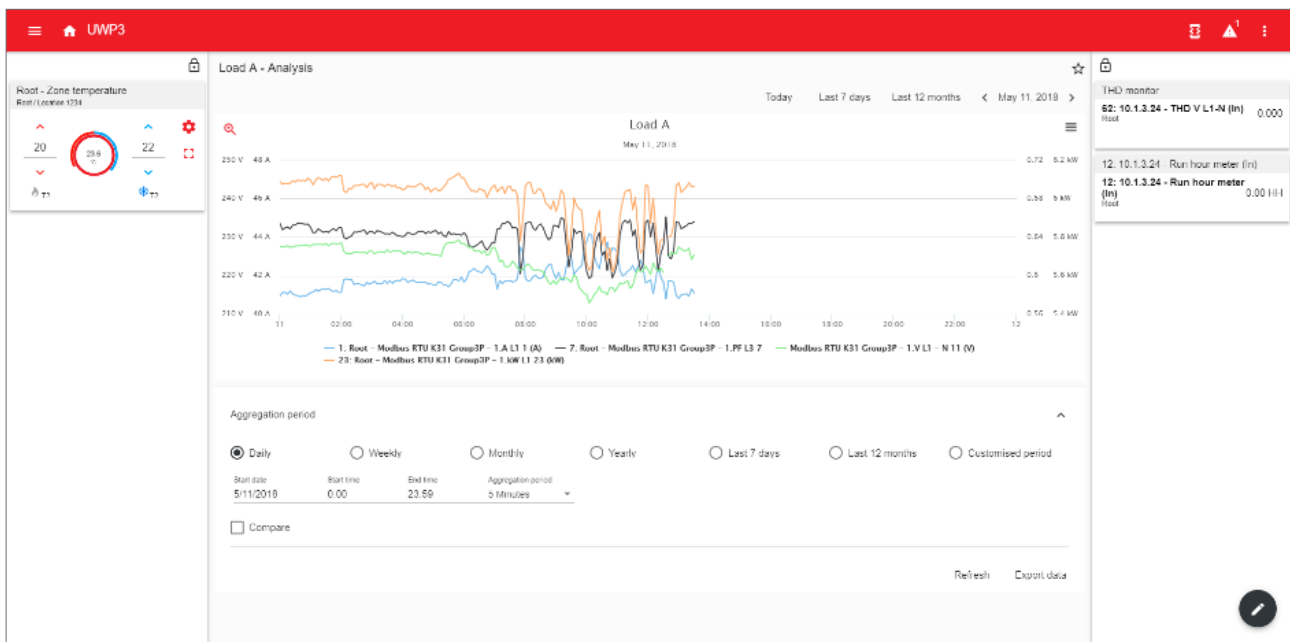 UWP3
1
Root - Zone temperature
Root / Location 1234
20
23.6
°C
22
T2
T2
Load A - Analysis
Today Last 7 days Last 12 months May 11, 2018
Load A
May 11, 2018
250 V 48 A 0.72 6.2 kW
240 V 46 A 0.68 6 kW
230 V 44 A 0.64 5.8 kW
220 V 42 A 0.6 5.6 kW
210 V 40 A 0.56 5.4 kW
11 02:00 04:00 06:00 08:00 10:00 12:00 14:00 16:00 18:00 20:00 22:00 12
1: Root - Modbus RTU K31 Group3P - 1.A L1 1 (A) 7. Root - Modbus RTU K31 Group3P - 1.PF L3 7 Modbus RTU K31 Group3P - 1.V L1 - N 11 (V)
23: Root - Modbus RTU K31 Group3P - 1.kW L1 23 (kW)
Aggregation period
Daily Weekly Monthly Yearly Last 7 days Last 12 months Customised period
Start date Start time End time Aggregation period
5/11/2018 0:00 23:59 5 Minutes
Compare
Refresh Export data
THD monitor
62: 10.1.3.24 - THD V L1-N (In) 0.000
Root
12. 10.1.3.24 - Run hour meter (In)
12: 10.1.3.24 - Run hour meter
(In) 0.00 HH
Root